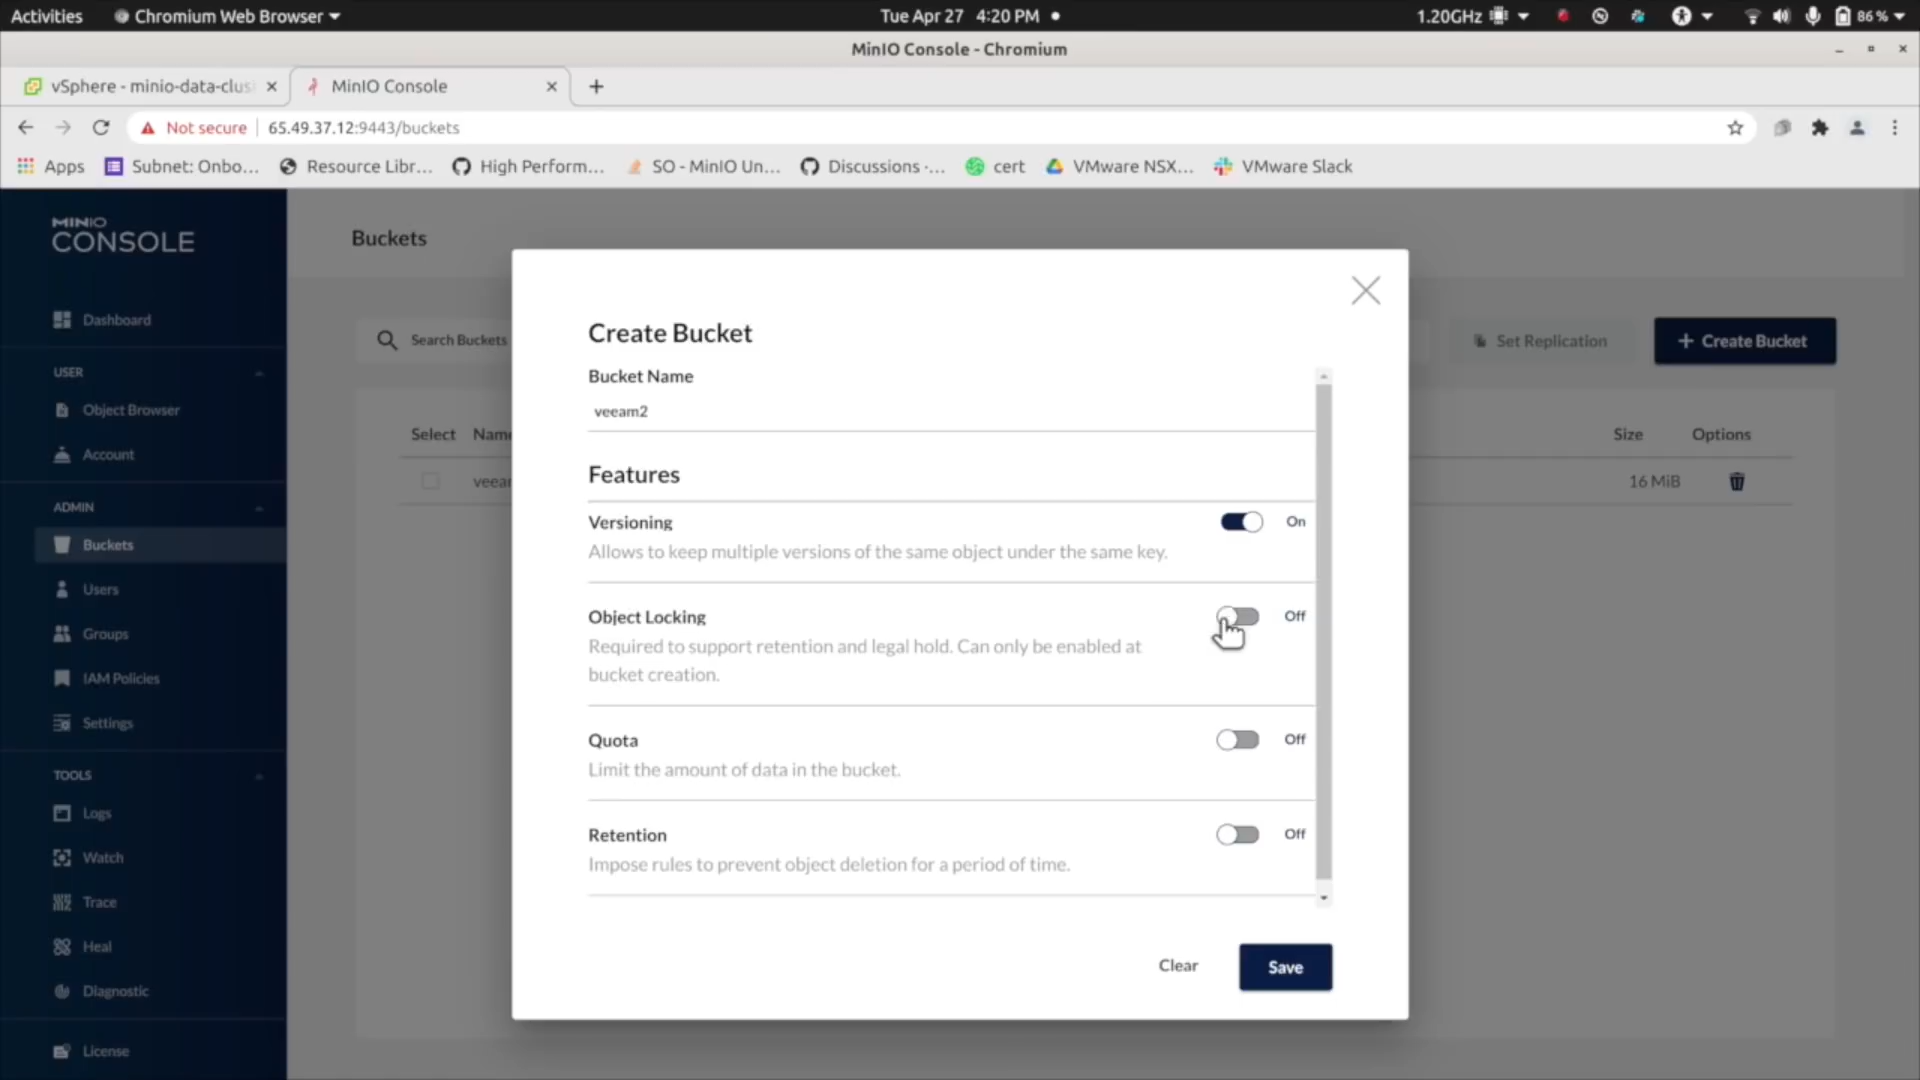 Activities
Chromium Web Browser
Tue Apr 27 4:20 PM
1.20GHz
86 %
MinIO Console - Chromium
vSphere - minio-data-clus
MinIO Console
Not secure
65.49.37.12:9443/buckets
Apps
Subnet: Onbo...
Resource Libr...
High Perform...
SO - MinIO Un...
Discussions ·...
cert
VMware NSX...
VMware Slack
MINIO
CONSOLE
Dashboard
USER
Object Browser
Account
ADMIN
Buckets
Users
Groups
IAM Policies
Settings
TOOLS
Logs
Watch
Trace
Heal
Diagnostic
License
Buckets
Search Buckets
Set Replication
+ Create Bucket
Select
Name
Size
Options
16 MiB
Create Bucket
Bucket Name
veeam2
Features
Versioning
On
Allows to keep multiple versions of the same object under the same key.
Object Locking
Off
Required to support retention and legal hold. Can only be enabled at
bucket creation.
Quota
Off
Limit the amount of data in the bucket.
Retention
Off
Impose rules to prevent object deletion for a period of time.
Clear
Save